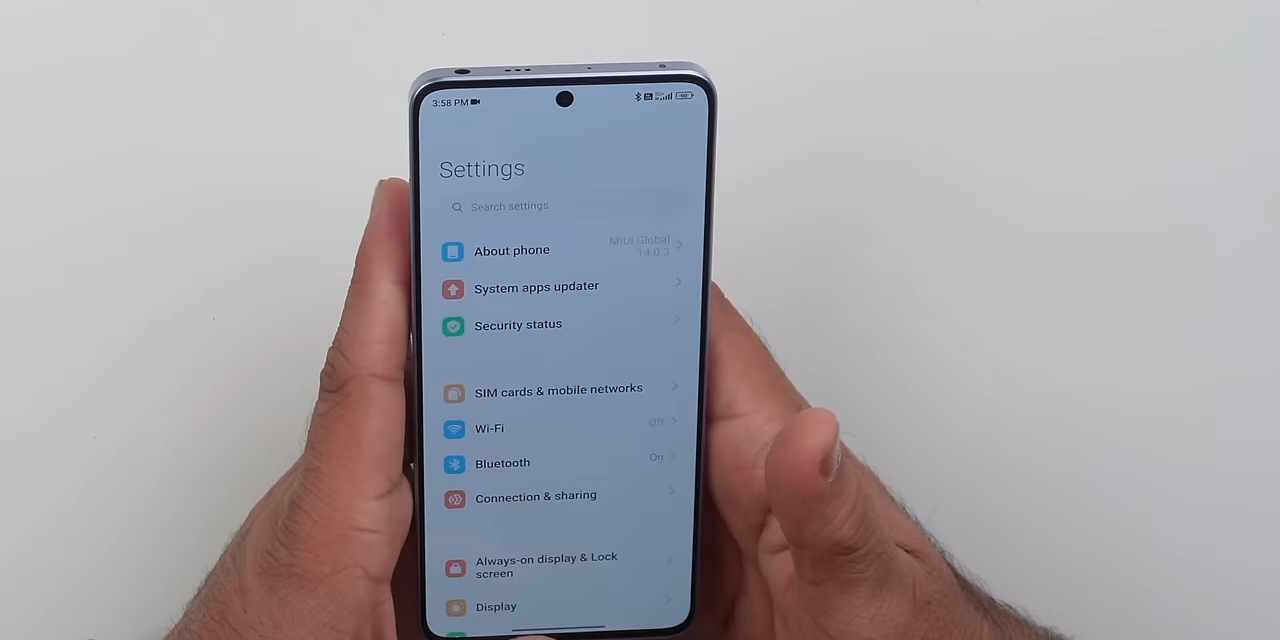 3:58 PM
90
Settings
Search settings
About phone
MIUI Global
14.0.3
System apps updater
Security status
SIM cards & mobile networks
Wi-Fi
Off
Bluetooth
On
Connection & sharing
Always-on display & Lock
screen
Display